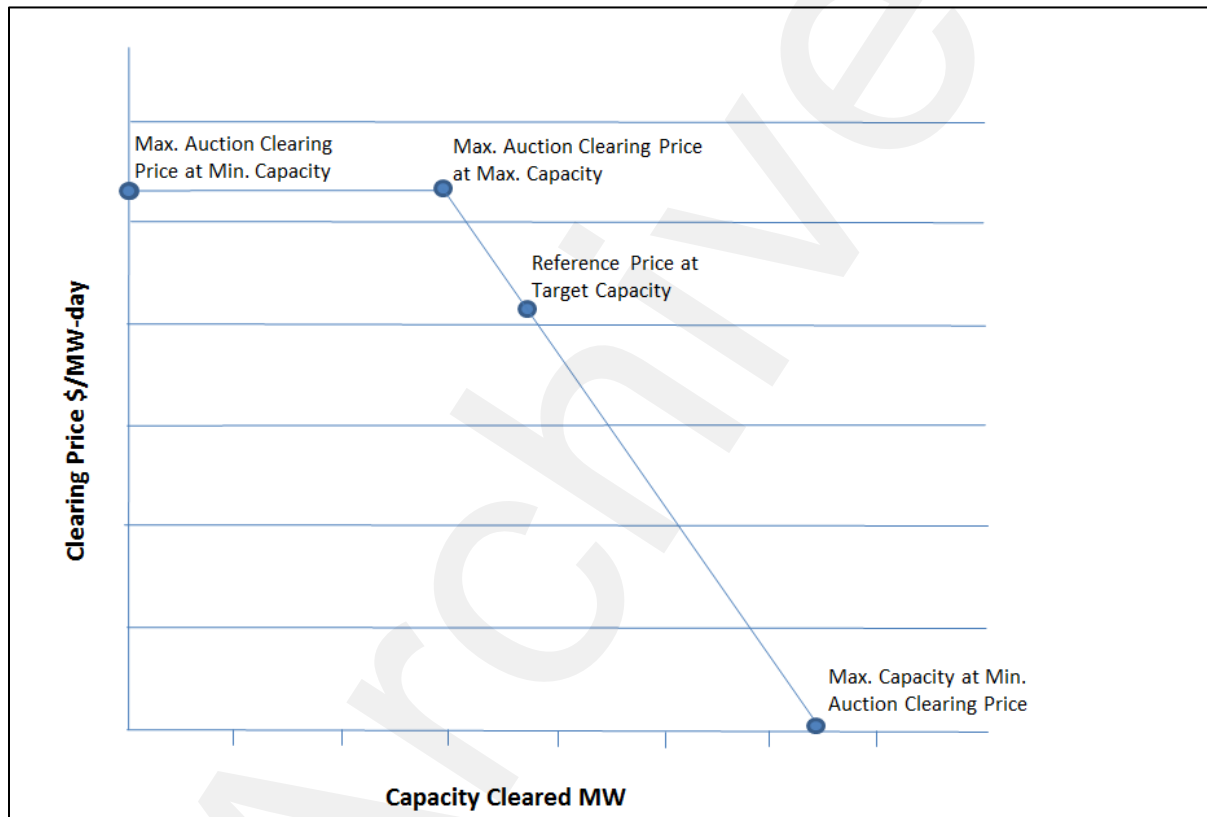 Max. Auction Clearing
Price at Min. Capacity
Max. Auction Clearing Price
at Max. Capacity
Reference Price at
Target Capacity
Clearing Price $/MW-day
Max. Capacity at Min.
Auction Clearing Price
Capacity Cleared MW
Archive